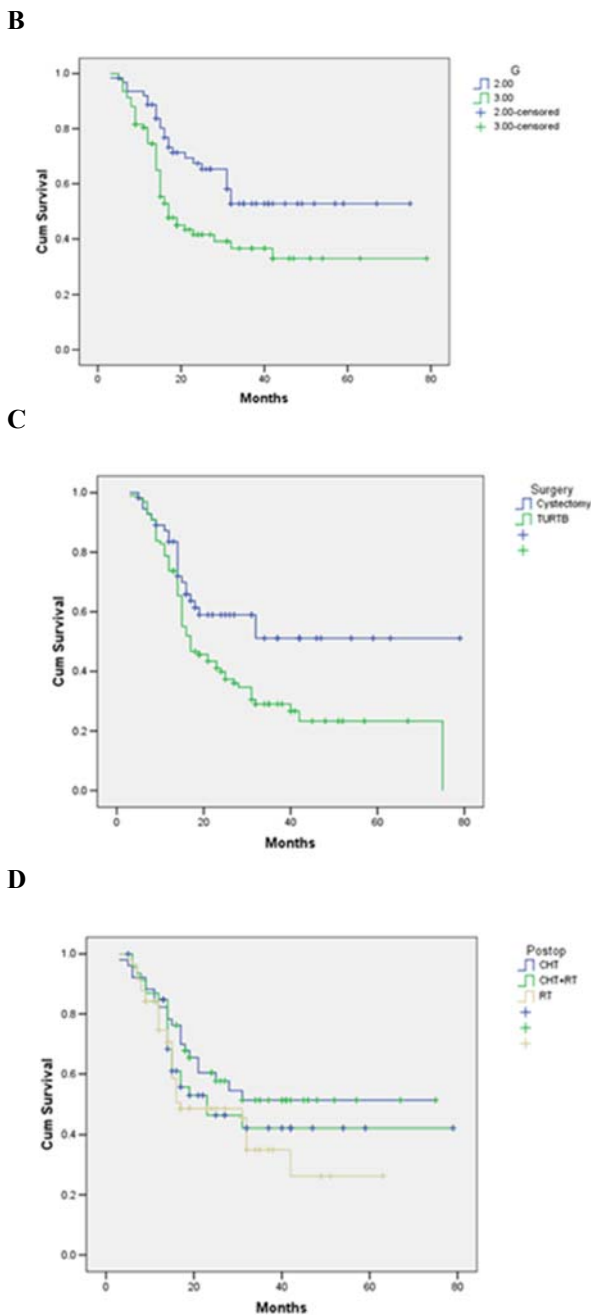 B
G
2.00
3.00
2.00-censored
3.00-censored
Cum Survival
1.0
0.8
0.6
0.4
0.2
0.0
0 20 40 60 80
Months
C
Surgery
Cystectomy
TURTB
Cum Survival
1.0
0.8
0.6
0.4
0.2
0.0
0 20 40 60 80
Months
D
Postop
CHT
CHT+RT
RT
Cum Survival
1.0
0.8
0.6
0.4
0.2
0.0
0 20 40 60 80
Months